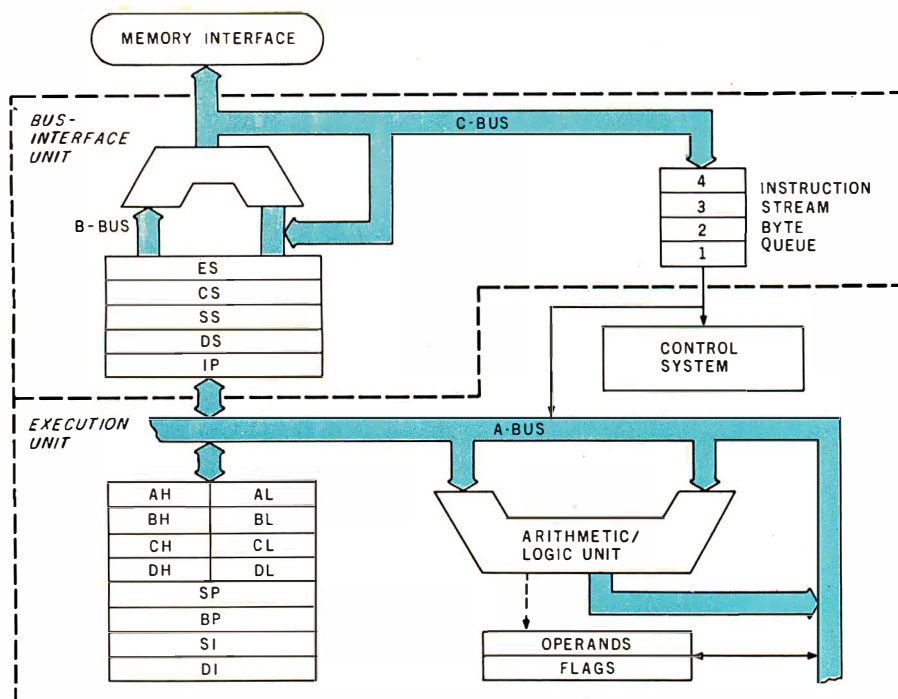 MEMORY INTERFACE
BUS-
INTERFACE
UNIT
C-BUS
B-BUS
4
3
2
1
INSTRUCTION
STREAM
BYTE
QUEUE
ES
CS
SS
DS
IP
CONTROL
SYSTEM
EXECUTION
UNIT
A-BUS
AH AL
BH BL
CH CL
DH DL
SP
BP
SI
DI
ARITHMETIC/
LOGIC UNIT
OPERANDS
FLAGS